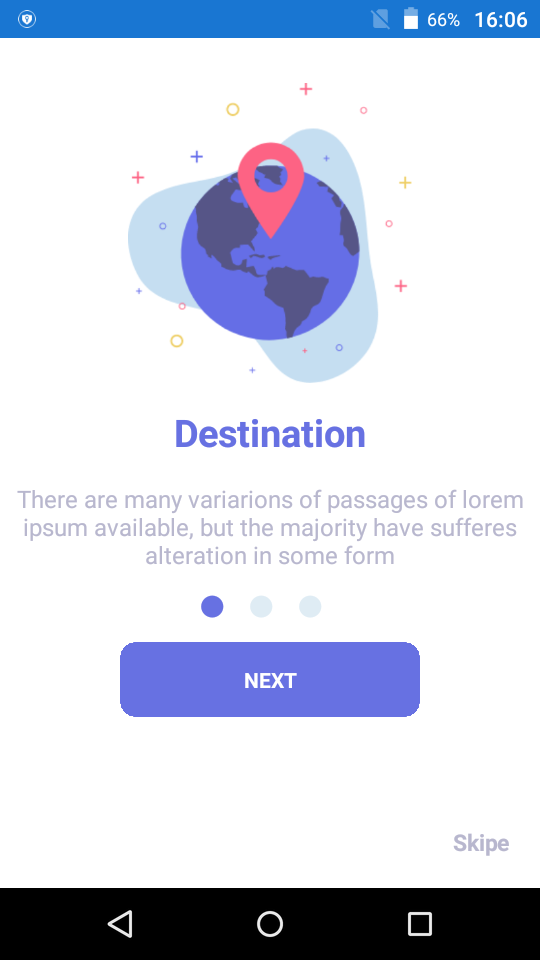 66% 16:06
Destination
There are many variarions of passages of lorem
ipsum available, but the majority have sufferes
alteration in some form
NEXT
Skipe